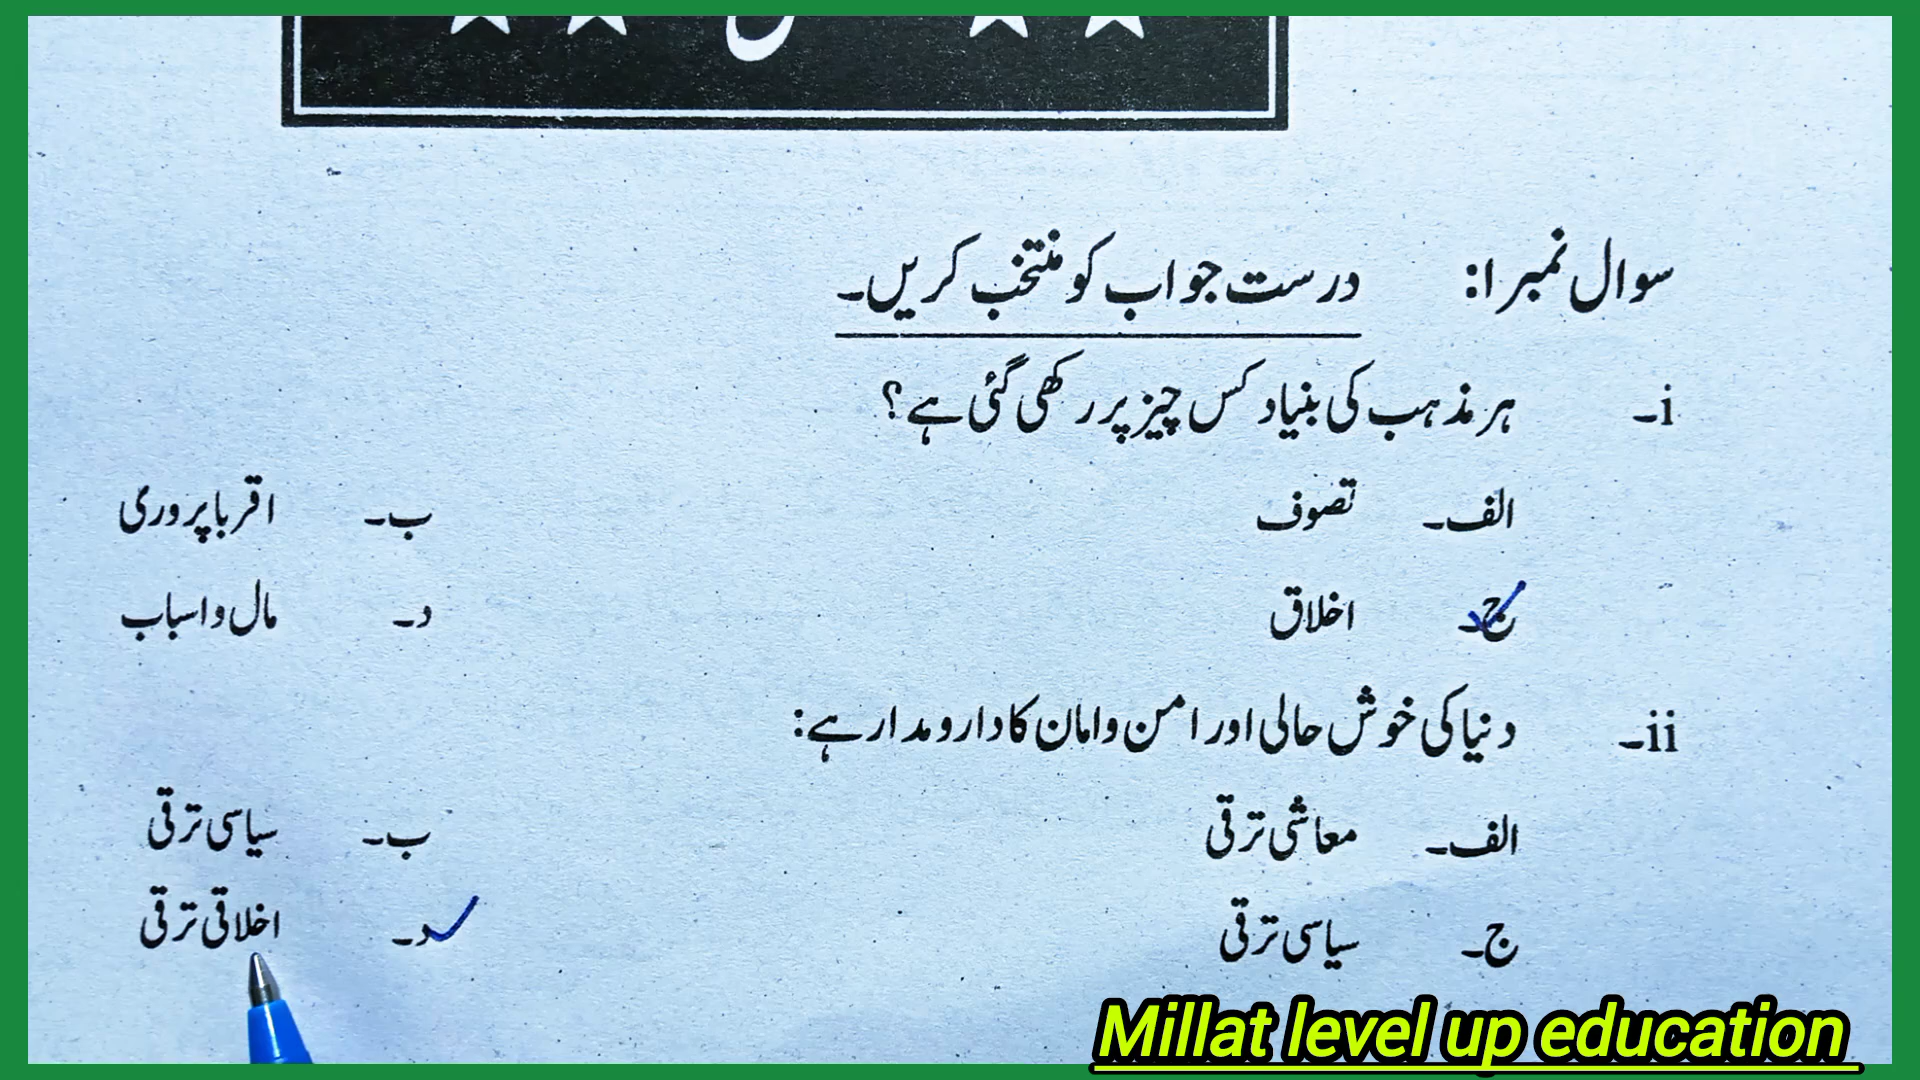 سوال نمبر ۱: درست جواب کو منتخب کریں۔
i۔ ہر مذہب کی بنیاد کس چیز پر رکھی گئی ہے؟
الف۔ تصوف ب۔ اقربا پروری
ج۔ اخلاق د۔ مال و اسباب
ii۔ دنیا کی خوش حالی اور امن و امان کا دارومدار ہے:
الف۔ معاشی ترقی ب۔ سیاسی ترقی
ج۔ سیاسی ترقی د۔ اخلاقی ترقی
Millat level up education